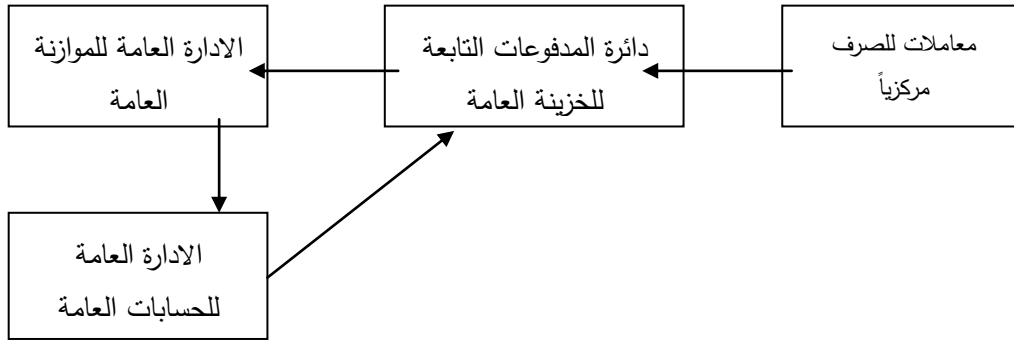 معاملات للصرف
مركزياً
دائرة المدفوعات التابعة
للخزينة العامة
الادارة العامة للموازنة
العامة
الادارة العامة
للحسابات العامة